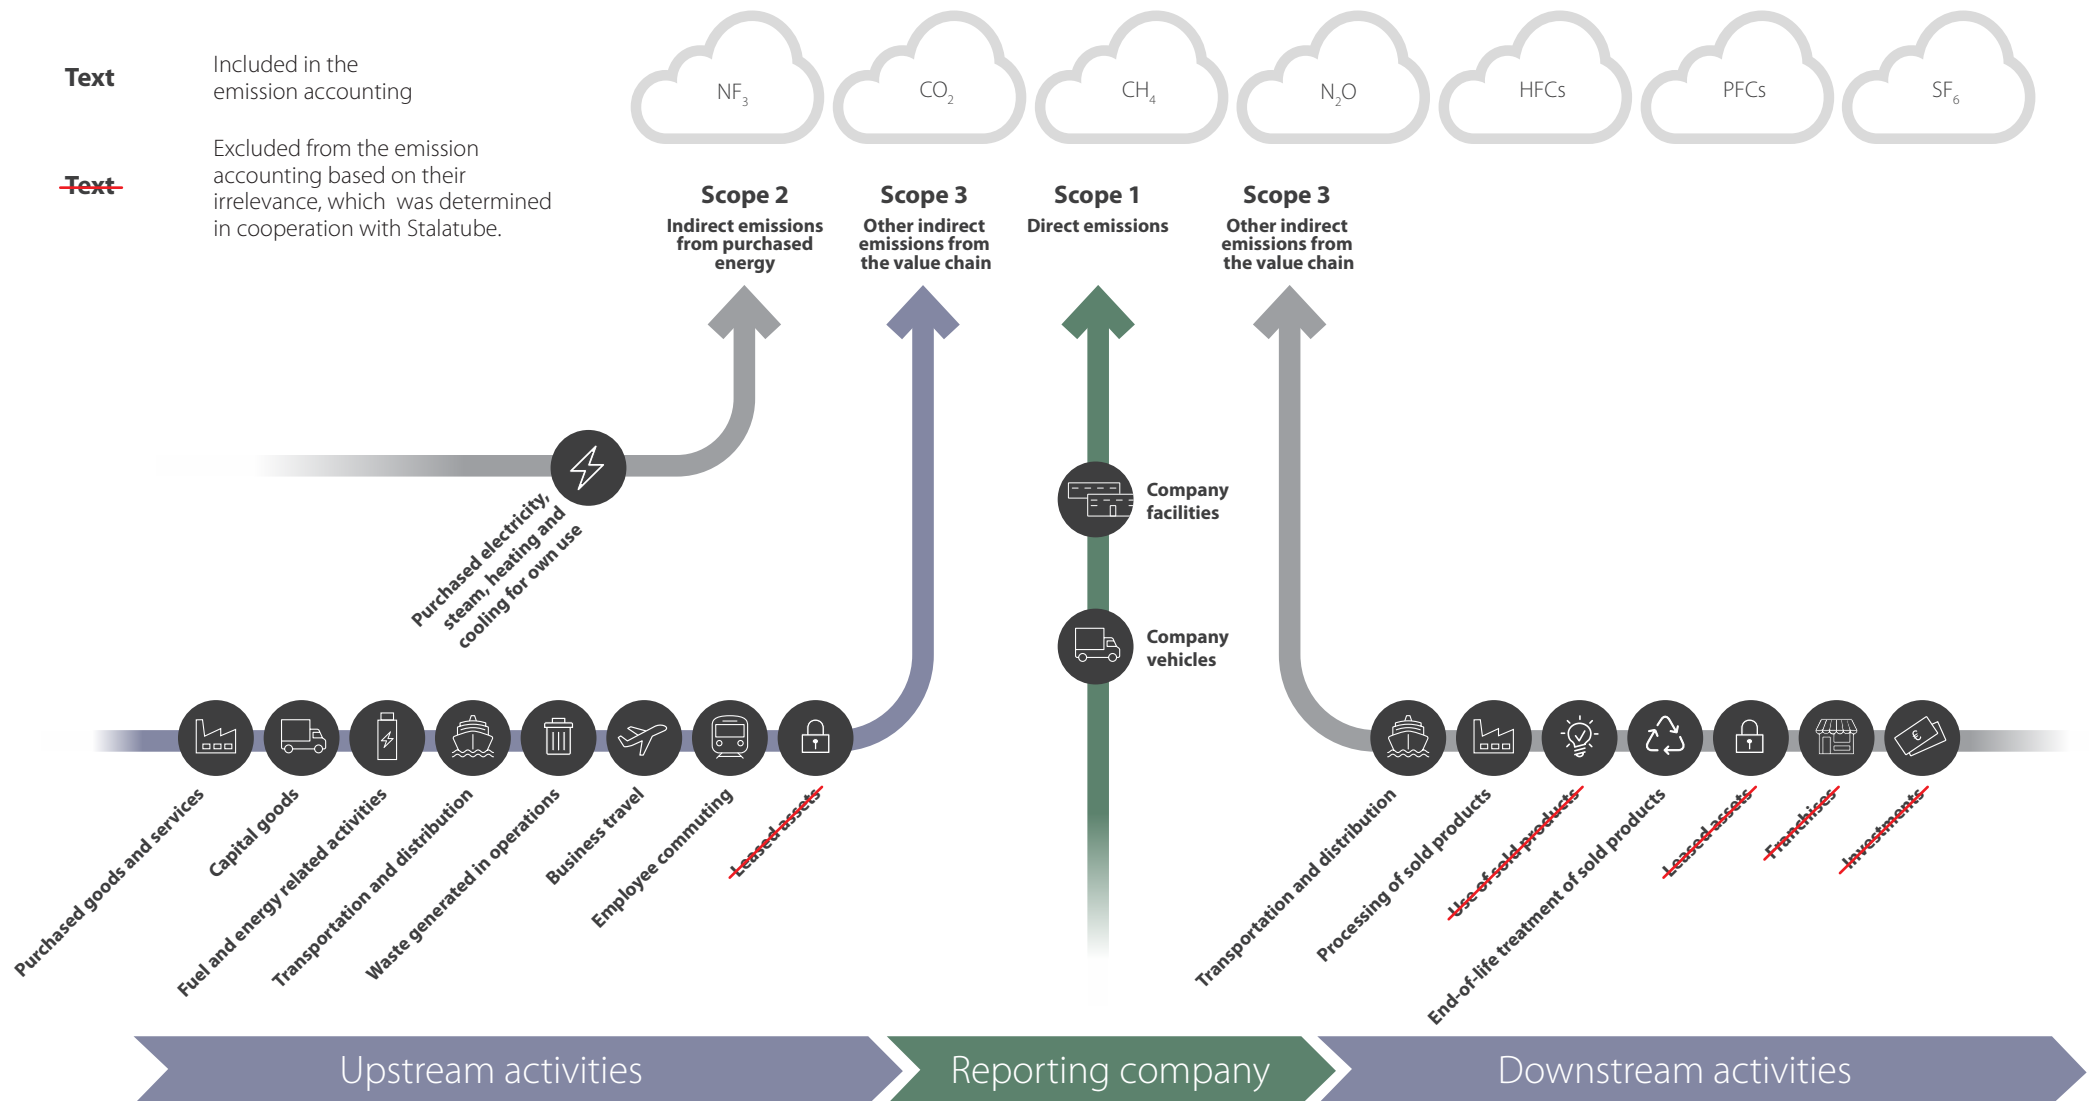 Text
Included in the
emission accounting
Text
Excluded from the emission
accounting based on their
irrelevance, which was determined
in cooperation with Stalatube.
NF₃
CO₂
CH₄
N₂O
HFCs
PFCs
SF₆
Scope 2
Indirect emissions
from purchased
energy
Scope 3
Other indirect
emissions from
the value chain
Scope 1
Direct emissions
Scope 3
Other indirect
emissions from
the value chain
Purchased electricity,
steam, heating and
cooling for own use
Company
facilities
Company
vehicles
Purchased goods and services
Capital goods
Fuel and energy related activities
Transportation and distribution
Waste generated in operations
Business travel
Employee commuting
Leased assets
Transportation and distribution
Processing of sold products
Use of sold products
End-of-life treatment of sold products
Leased assets
Franchises
Investments
€
Upstream activities
Reporting company
Downstream activities